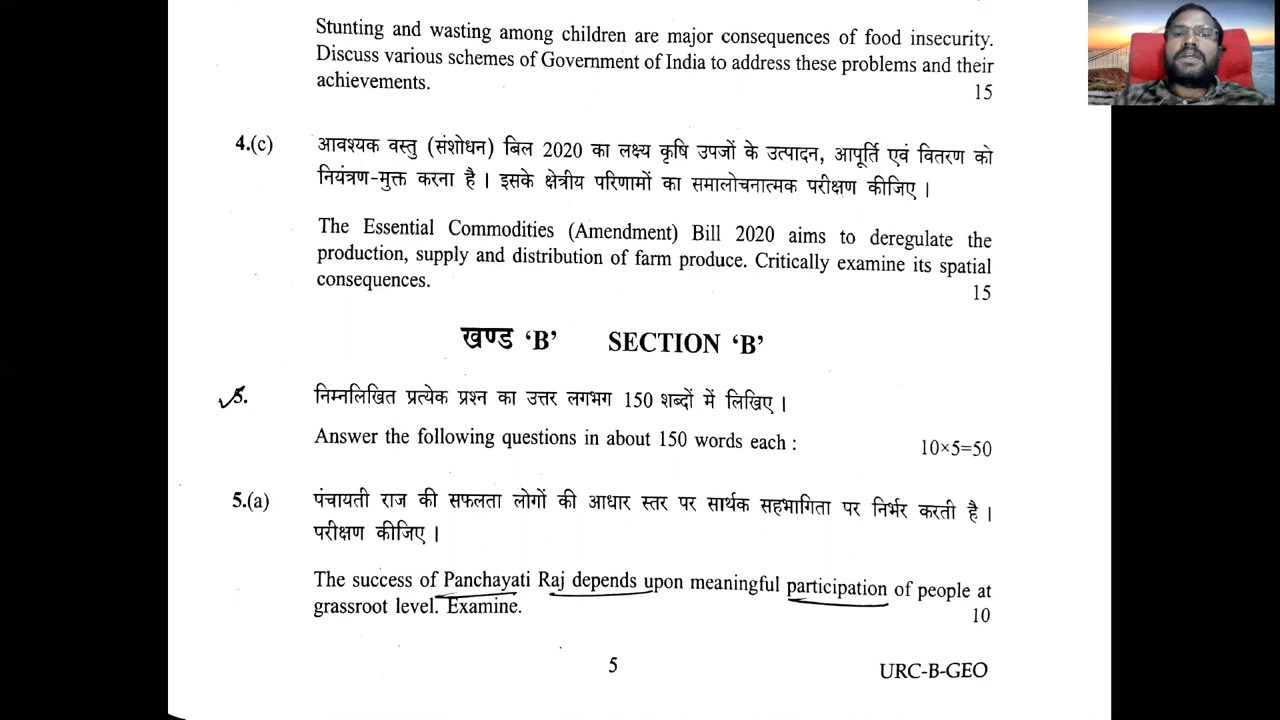 Stunting and wasting among children are major consequences of food insecurity.
Discuss various schemes of Government of India to address these problems and their
achievements.
15
4.(c) आवश्यक वस्तु (संशोधन) बिल 2020 का लक्ष्य कृषि उपजों के उत्पादन, आपूर्ति एवं वितरण को
नियंत्रण-मुक्त करना है । इसके क्षेत्रीय परिणामों का समालोचनात्मक परीक्षण कीजिए ।
The Essential Commodities (Amendment) Bill 2020 aims to deregulate the
production, supply and distribution of farm produce. Critically examine its spatial
consequences.
15
खण्ड ‘B’ SECTION ‘B’
5. निम्नलिखित प्रत्येक प्रश्न का उत्तर लगभग 150 शब्दों में लिखिए ।
Answer the following questions in about 150 words each : 10×5=50
5.(a) पंचायती राज की सफलता लोगों की आधार स्तर पर सार्थक सहभागिता पर निर्भर करती है ।
परीक्षण कीजिए ।
The success of Panchayati Raj depends upon meaningful participation of people at
grassroot level. Examine.
10
5 URC-B-GEO